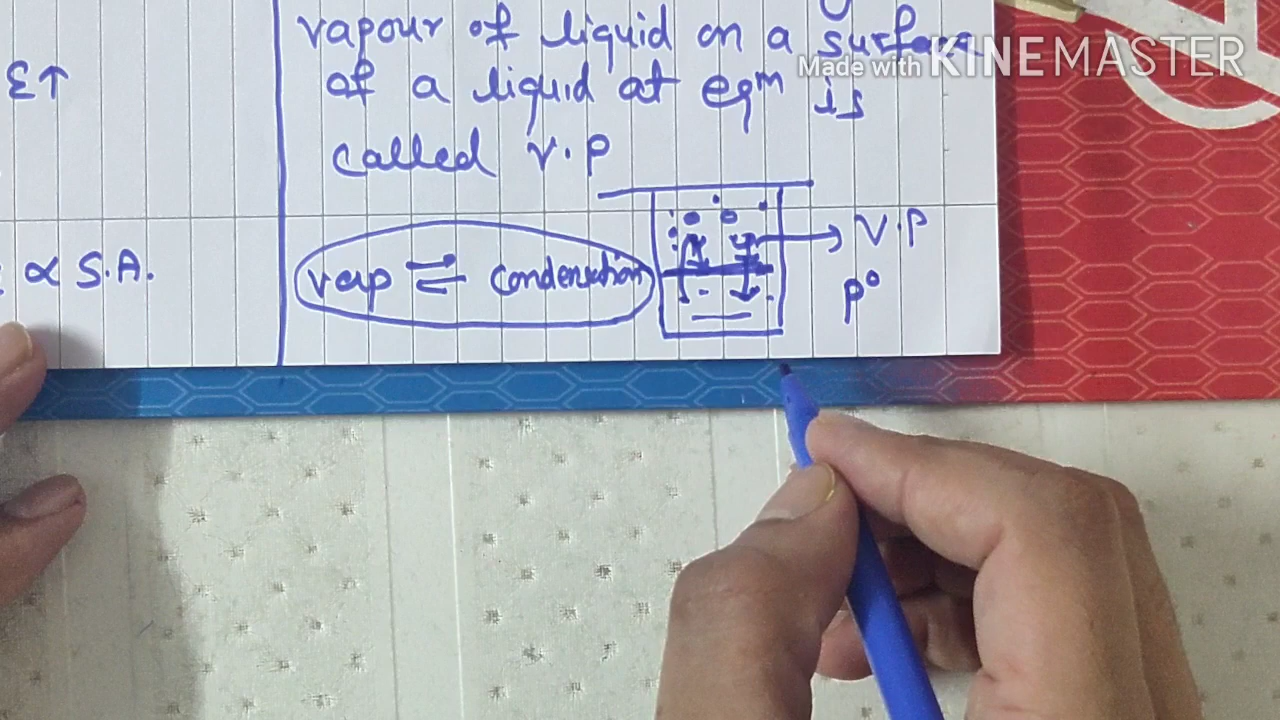 vapour of liquid on a surface
of a liquid at eqm is
called V.P
ε↑
∝ S.A.
vap ⇌ Condensation
V.P
p°
Made with KINEMASTER